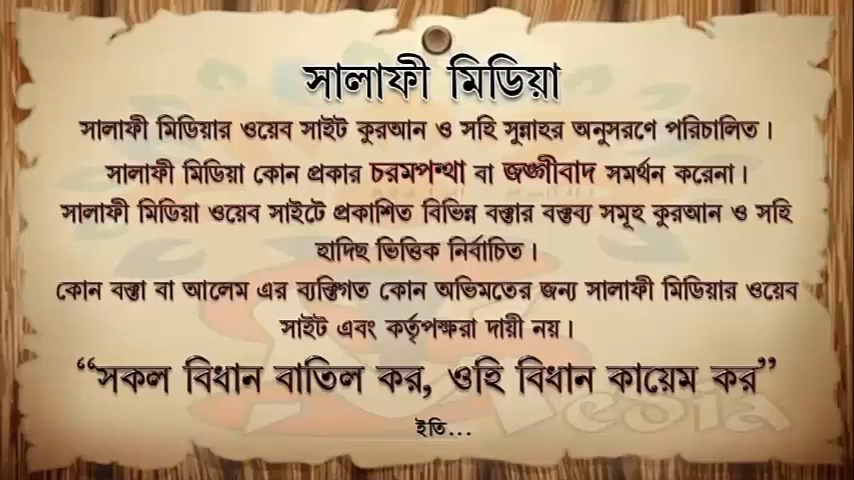 সালাফী মিডিয়া
সালাফী মিডিয়ার ওয়েব সাইট কুরআন ও সহি সুন্নাহর অনুসরণে পরিচালিত।
সালাফী মিডিয়া কোন প্রকার চরমপন্থা বা জঙ্গীবাদ সমর্থন করেনা।
সালাফী মিডিয়া ওয়েব সাইটে প্রকাশিত বিভিন্ন বক্তার বক্তব্য সমূহ কুরআন ও সহি
হাদিছ ভিত্তিক নির্বাচিত।
কোন বক্তা বা আলেম এর ব্যক্তিগত কোন অভিমতের জন্য সালাফী মিডিয়ার ওয়েব
সাইট এবং কর্তৃপক্ষরা দায়ী নয়।
“সকল বিধান বাতিল কর, ওহি বিধান কায়েম কর”
ইতি...